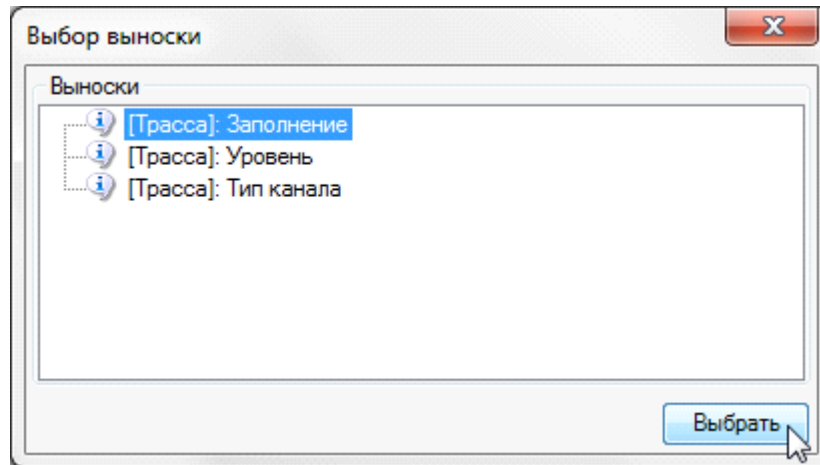 Выбор выноски
Выноски
[Трасса]: Заполнение
[Трасса]: Уровень
[Трасса]: Тип канала
Выбрать